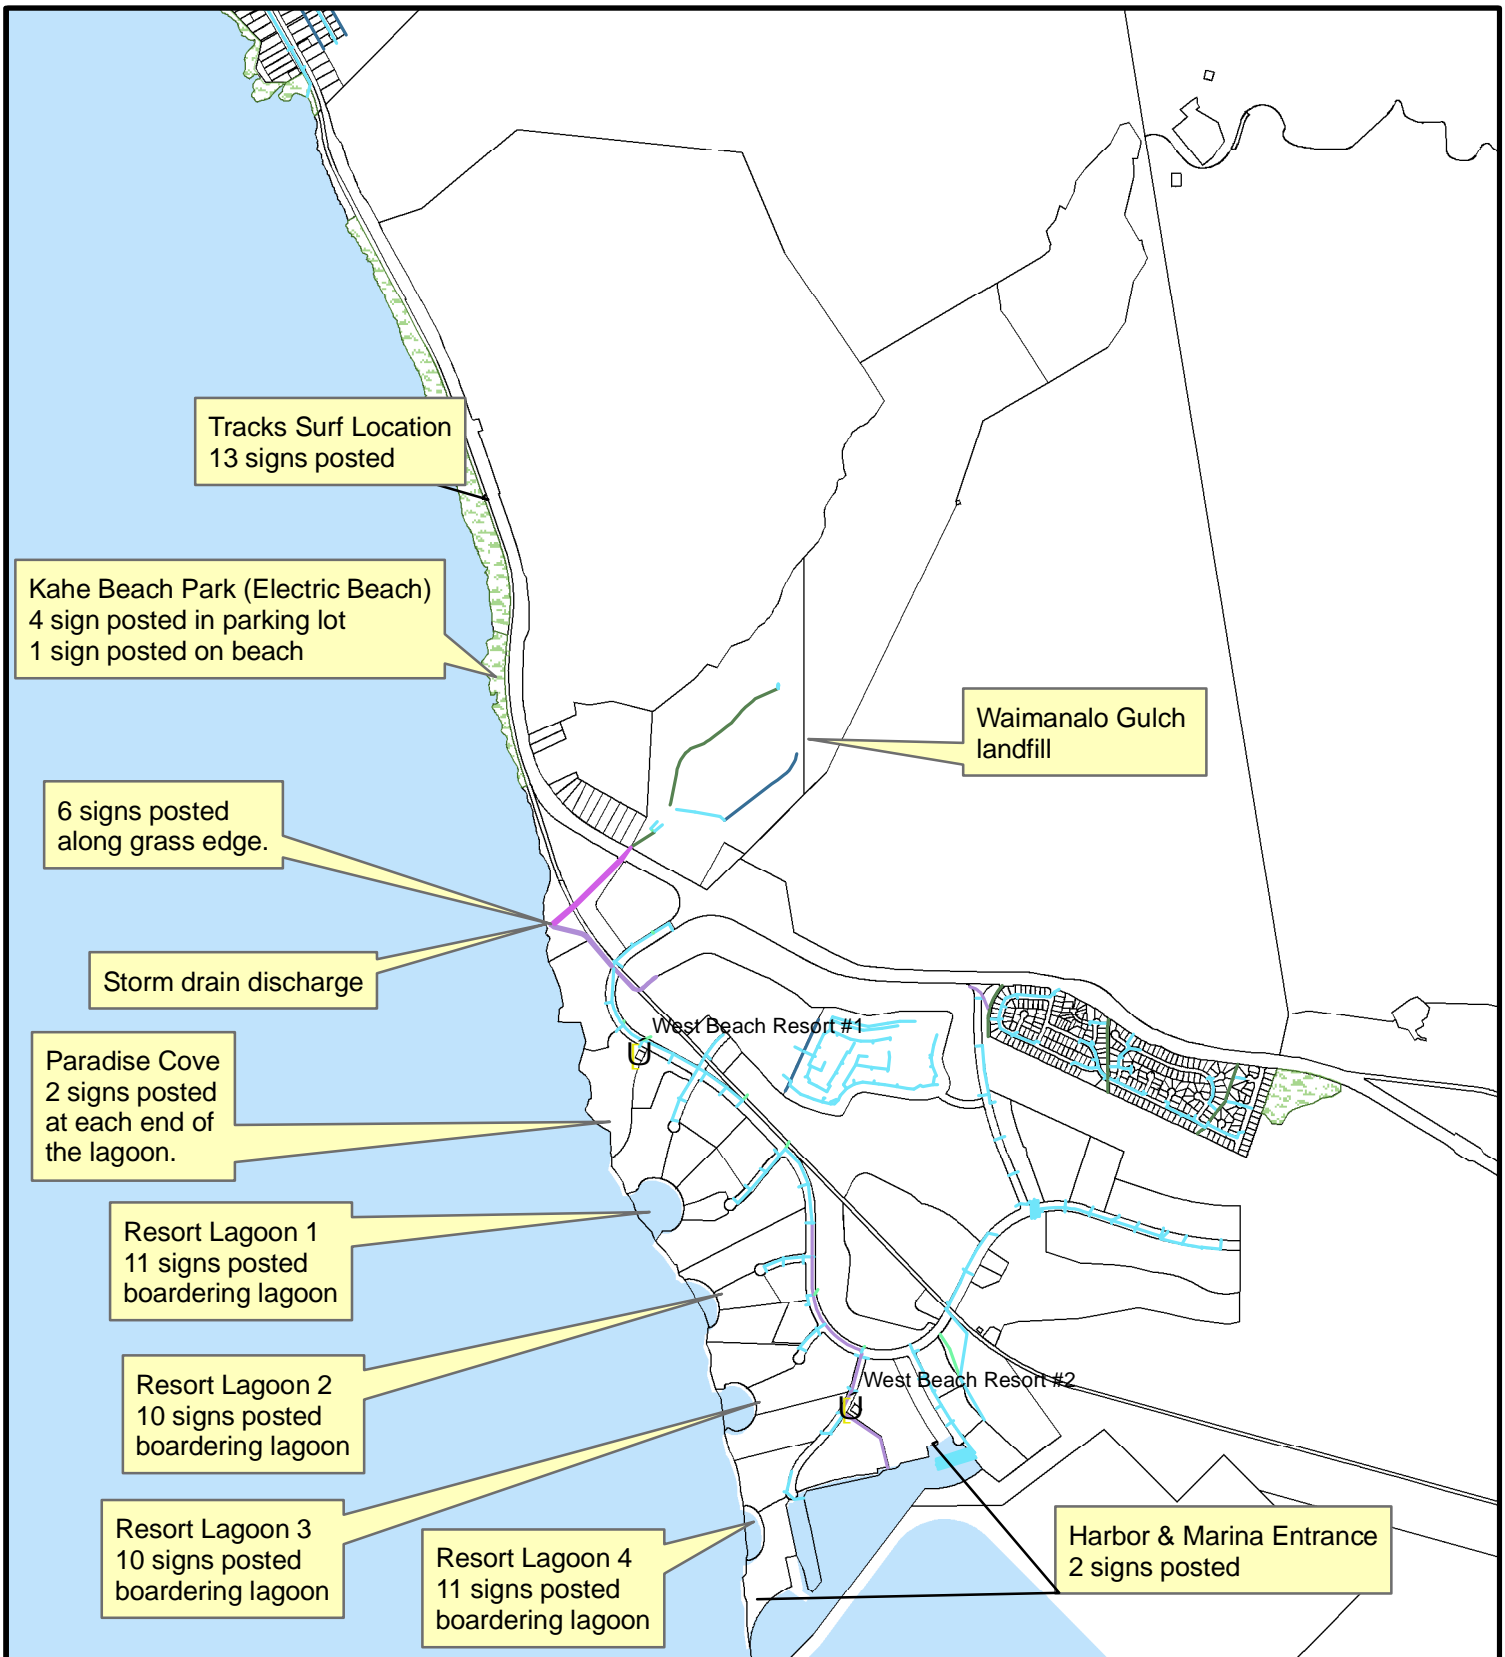 Tracks Surf Location
13 signs posted
Kahe Beach Park (Electric Beach)
4 sign posted in parking lot
1 sign posted on beach
Waimanalo Gulch
landfill
6 signs posted
along grass edge.
Storm drain discharge
West Beach Resort #1
U
Paradise Cove
2 signs posted
at each end of
the lagoon.
Resort Lagoon 1
11 signs posted
boardering lagoon
Resort Lagoon 2
10 signs posted
boardering lagoon
West Beach Resort #2
U
Resort Lagoon 3
10 signs posted
boardering lagoon
Resort Lagoon 4
11 signs posted
boardering lagoon
Harbor & Marina Entrance
2 signs posted